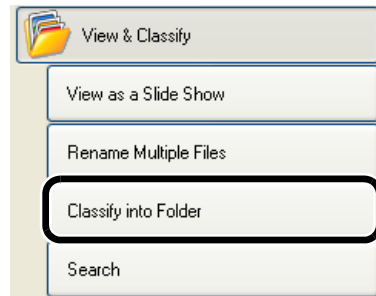 View & Classify
View as a Slide Show
Rename Multiple Files
Classify into Folder
Search